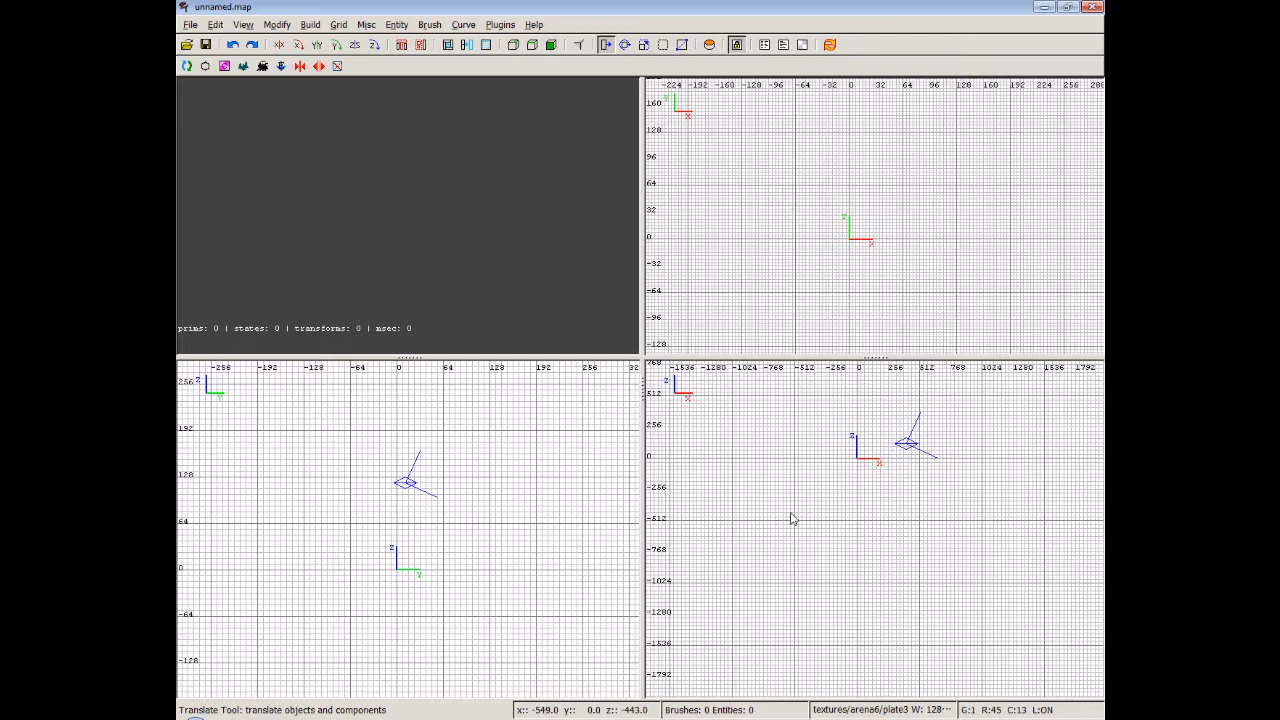 unnamed.map
File Edit View Modify Build Grid Misc Entity Brush Curve Plugins Help
-224 -192 -160 -128 -96 -64 -32 0 32 64 96 128 160 192 224 256 28
160
128
96
64
32
0
-32
-64
-96
-128
Y
X
Y
X
prims: 0 | states: 0 | transforms: 0 | msec: 0
-256 -192 -128 -64 0 64 128 192 256 32
256
192
128
64
0
-64
-128
Z
Y
Z
Y
-1536 -1280 -1024 -768 -512 -256 0 256 512 768 1024 1280 1536 1792
768
512
256
0
-256
-512
-768
-1024
-1280
-1536
-1792
Z
X
Z
X
Translate Tool: translate objects and components
x:: -549.0 y:: 0.0 z:: -443.0
Brushes: 0 Entities: 0
textures/arena6/plate3 W: 128···
G:1 R:45 C:13 L:ON